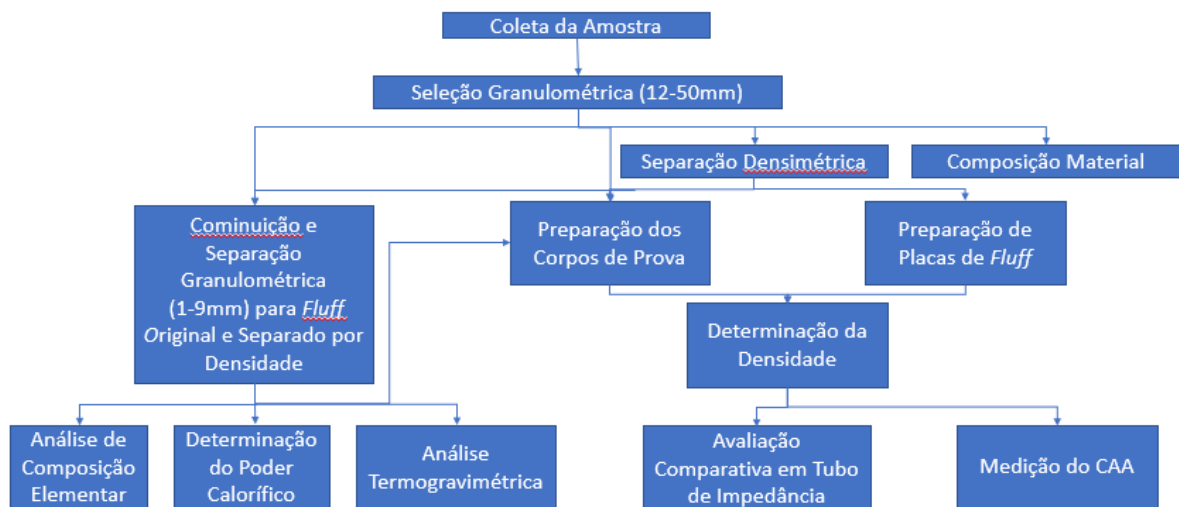 Coleta da Amostra
Seleção Granulométrica (12-50mm)
Separação Densimétrica
Composição Material
Cominuição e
Separação
Granulométrica
(1-9mm) para Fluff
Original e Separado por
Densidade
Preparação dos
Corpos de Prova
Preparação de
Placas de Fluff
Determinação da
Densidade
Análise de
Composição
Elementar
Determinação
do Poder
Calorífico
Análise
Termogravimétrica
Avaliação
Comparativa em Tubo
de Impedância
Medição do CAA